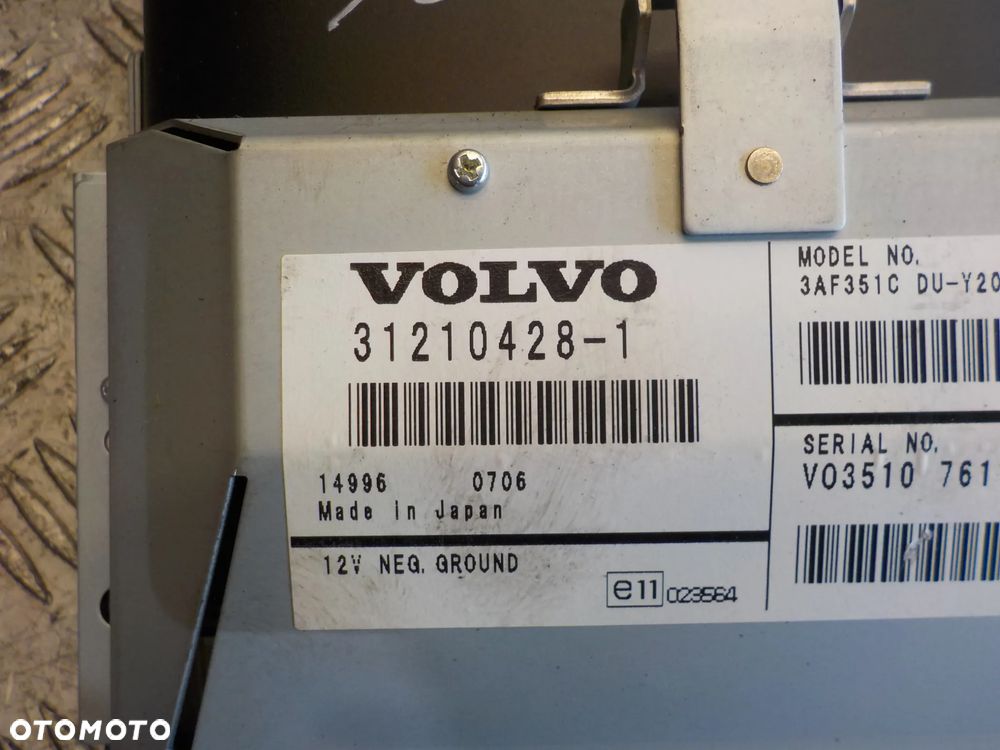 VOLVO
31210428-1
14996 0706
Made in Japan
12V NEG. GROUND
e11 023564
MODEL NO.
3AF351C DU-Y20
SERIAL NO.
VO3510 761
OTOMOTO